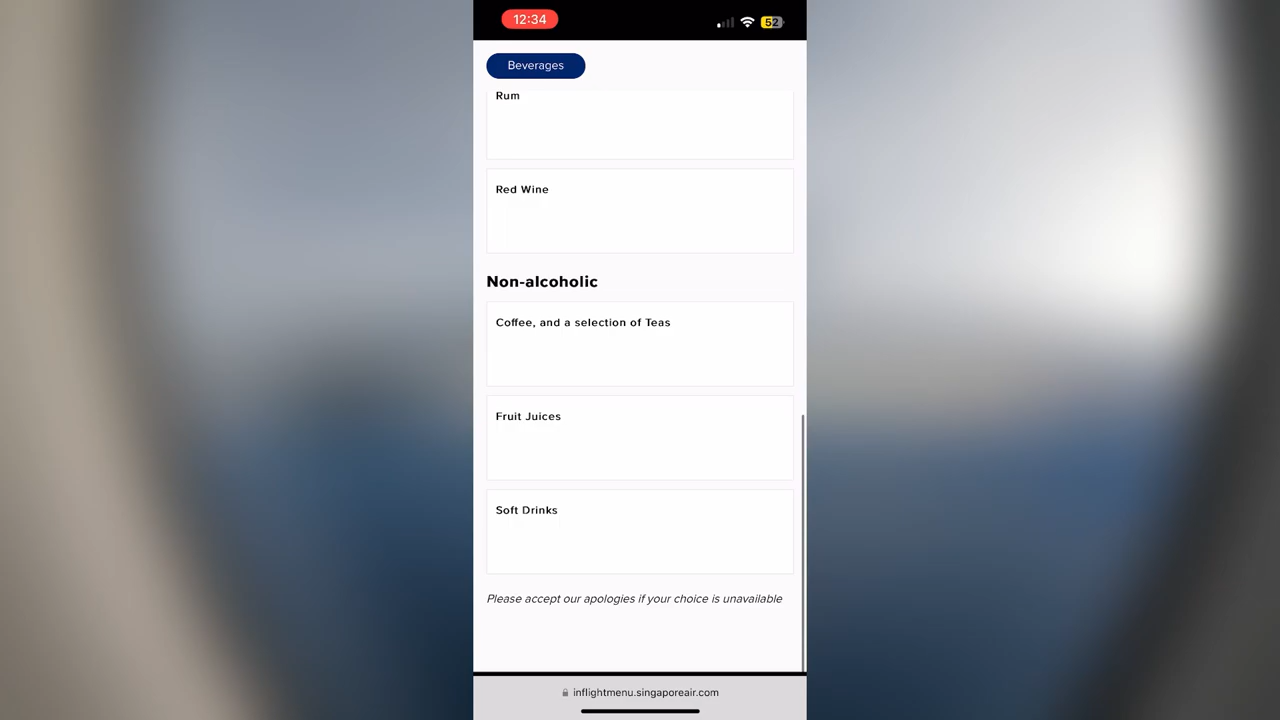 12:34
52
Beverages
Rum
Red Wine
Non-alcoholic
Coffee, and a selection of Teas
Fruit Juices
Soft Drinks
Please accept our apologies if your choice is unavailable
inflightmenu.singaporeair.com